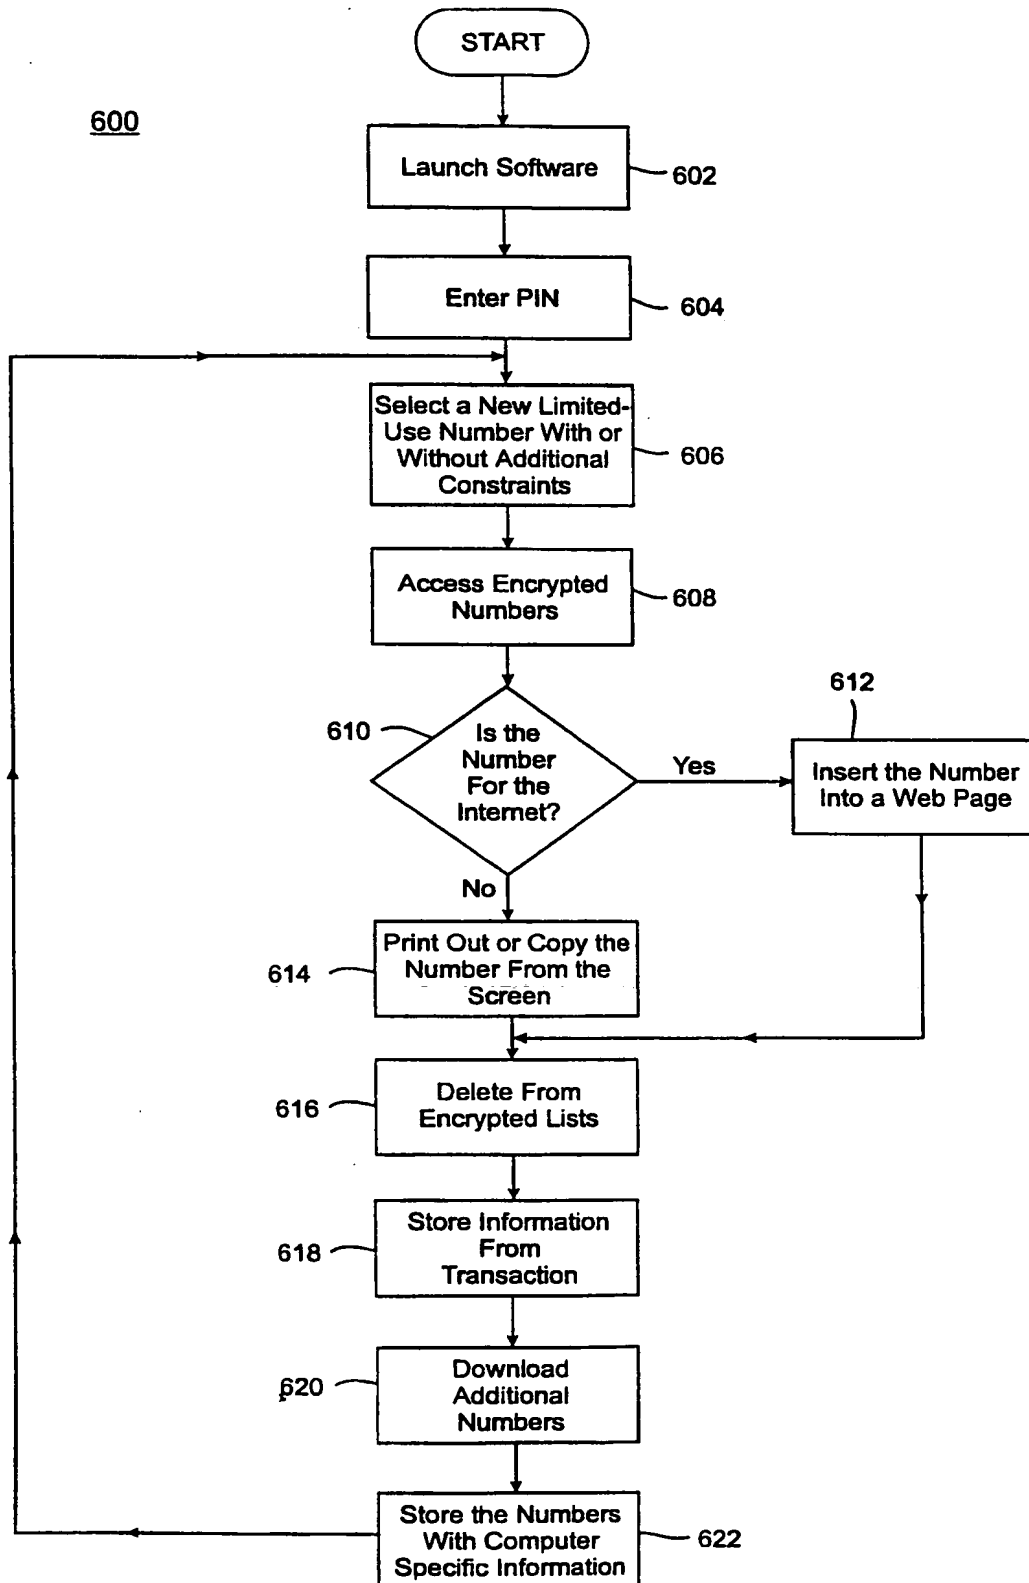 START
600
Launch Software
602
Enter PIN
604
Select a New Limited-
Use Number With or
Without Additional
Constraints
606
Access Encrypted
Numbers
608
610
Is the
Number
For the
Internet?
Yes
612
Insert the Number
Into a Web Page
No
Print Out or Copy the
Number From the
Screen
614
Delete From
Encrypted Lists
616
Store Information
From
Transaction
618
Download
Additional
Numbers
620
Store the Numbers
With Computer
Specific Information
622